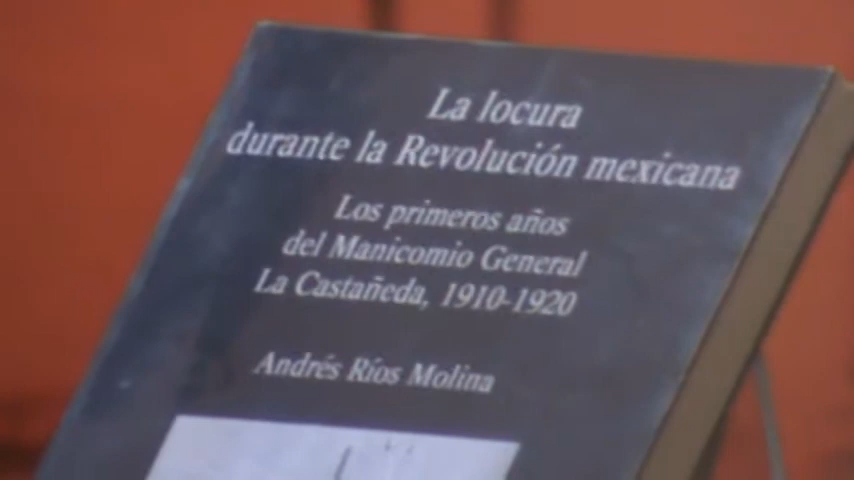 La locura
durante la Revolución mexicana
Los primeros años
del Manicomio General
La Castañeda, 1910-1920
Andrés Ríos Molina